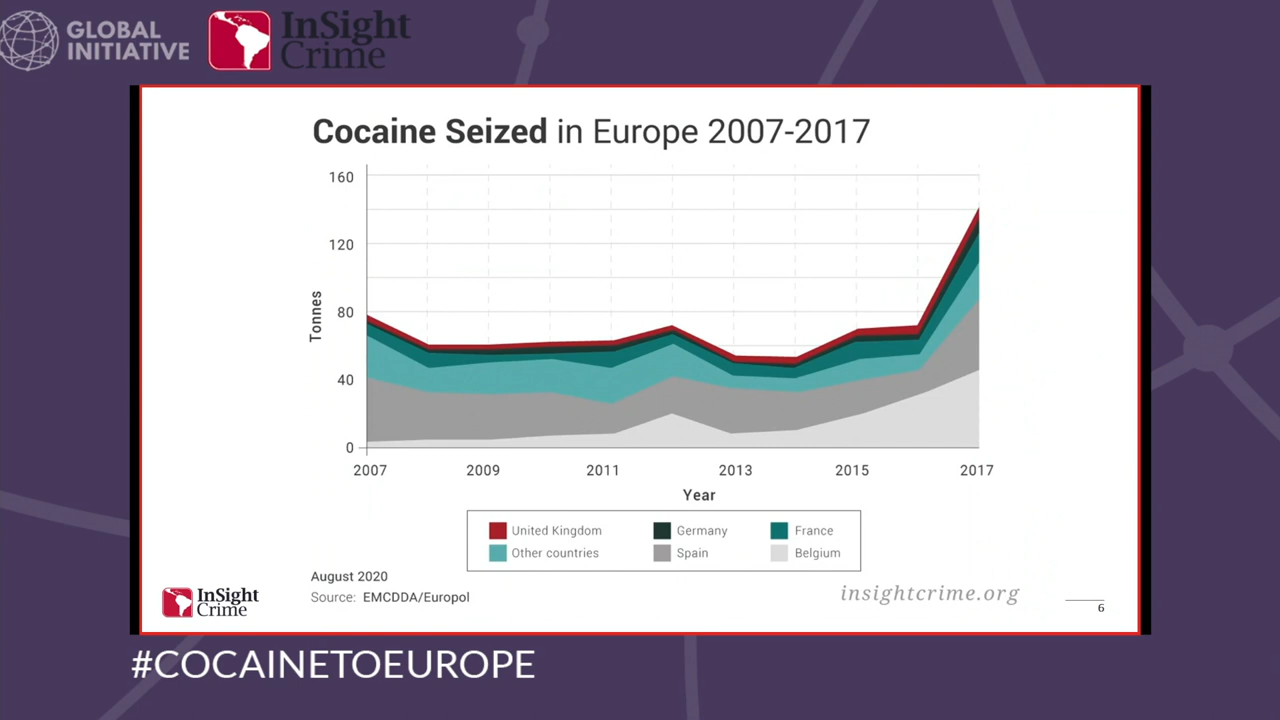 GLOBAL
INITIATIVE
InSight
Crime
Cocaine Seized in Europe 2007-2017
160
120
80
40
0
Tonnes
2007 2009 2011 2013 2015 2017
Year
United Kingdom Germany France
Other countries Spain Belgium
August 2020
Source: EMCDDA/Europol
InSight
Crime
insightcrime.org
6
#COCAINETOEUROPE